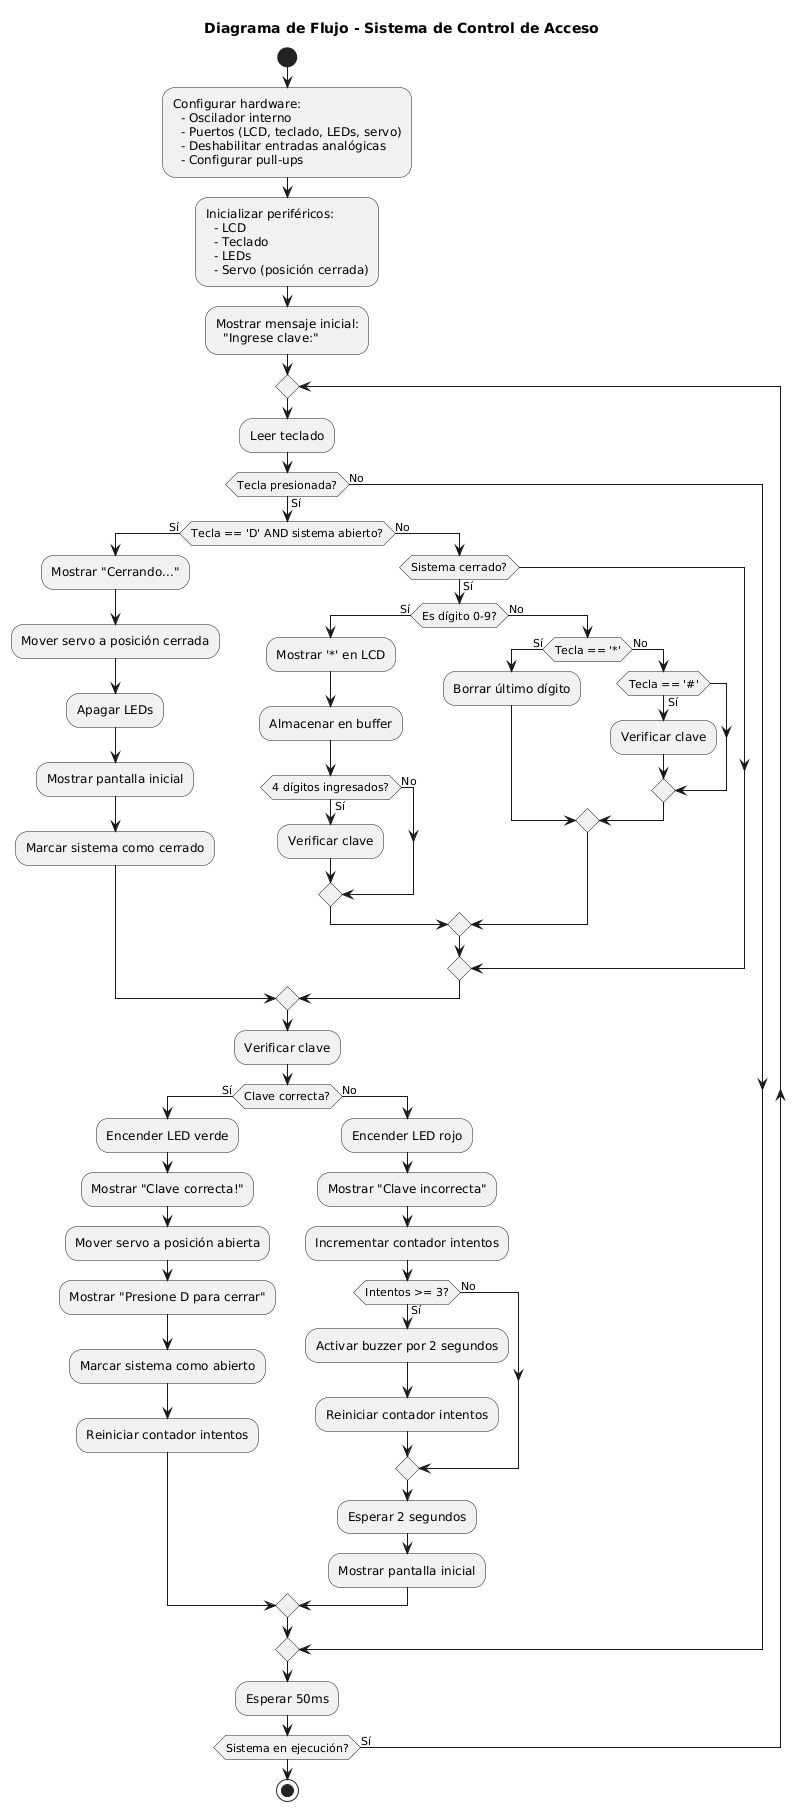 Diagrama de Flujo - Sistema de Control de Acceso
Configurar hardware:
- Oscilador interno
- Puertos (LCD, teclado, LEDs, servo)
- Deshabilitar entradas analógicas
- Configurar pull-ups
Inicializar periféricos:
- LCD
- Teclado
- LEDs
- Servo (posición cerrada)
Mostrar mensaje inicial:
"Ingrese clave:"
Leer teclado
Tecla presionada?
No
Sí
Tecla == 'D' AND sistema abierto?
Sí
No
Mostrar "Cerrando..."
Mover servo a posición cerrada
Apagar LEDs
Mostrar pantalla inicial
Marcar sistema como cerrado
Sistema cerrado?
Sí
Es dígito 0-9?
Sí
No
Mostrar '*' en LCD
Almacenar en buffer
4 dígitos ingresados?
No
Sí
Verificar clave
Tecla == '*'
Sí
No
Borrar último dígito
Tecla == '#'
Sí
Verificar clave
Verificar clave
Clave correcta?
Sí
No
Encender LED verde
Mostrar "Clave correcta!"
Mover servo a posición abierta
Mostrar "Presione D para cerrar"
Marcar sistema como abierto
Reiniciar contador intentos
Encender LED rojo
Mostrar "Clave incorrecta"
Incrementar contador intentos
Intentos >= 3?
No
Sí
Activar buzzer por 2 segundos
Reiniciar contador intentos
Esperar 2 segundos
Mostrar pantalla inicial
Esperar 50ms
Sistema en ejecución?
Sí